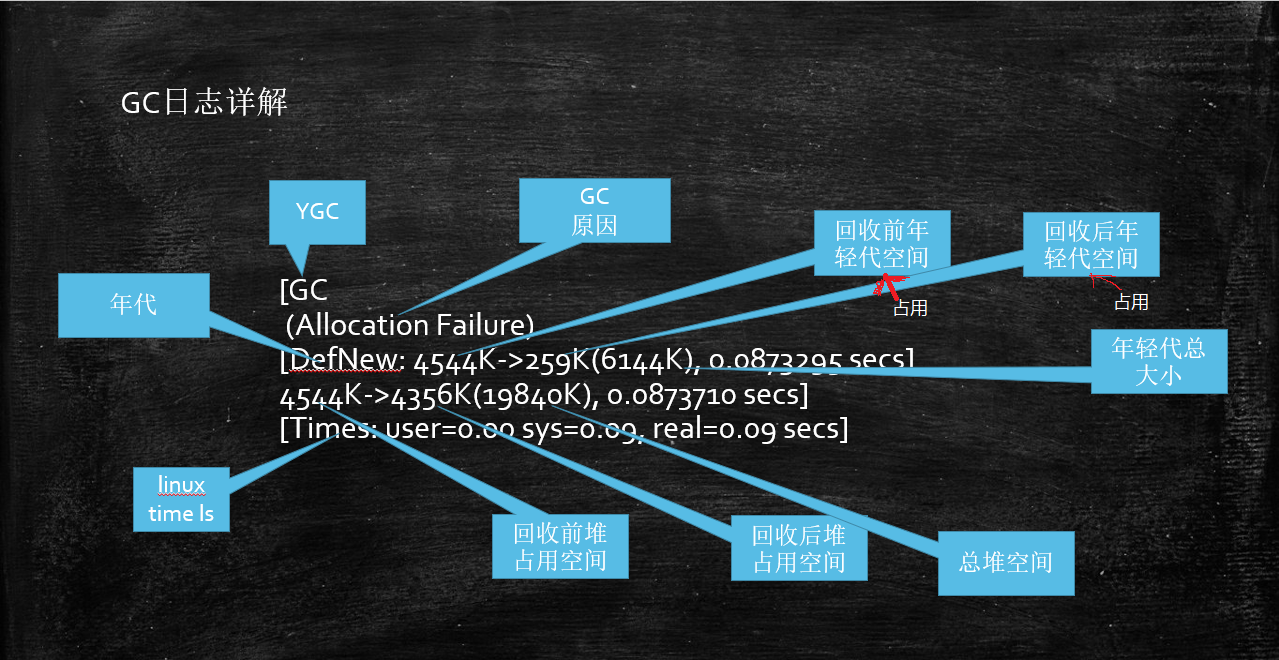 GC日志详解
YGC
GC
原因
回收前年
轻代空间
占用
回收后年
轻代空间
占用
年代
[GC
(Allocation Failure)
[DefNew: 4544K->259K(6144K), 0.0873295 secs]
4544K->4356K(19840K), 0.0873710 secs]
[Times: user=0.00 sys=0.09, real=0.09 secs]
年轻代总
大小
linux
time ls
回收前堆
占用空间
回收后堆
占用空间
总堆空间